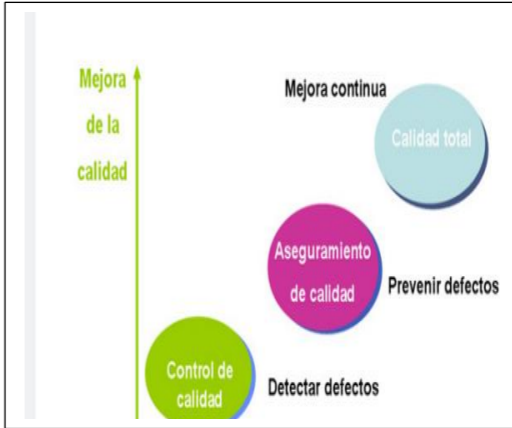 Mejora
de la
calidad
Mejora continua
Calidad total
Aseguramiento
de calidad
Prevenir defectos
Control de
calidad
Detectar defectos